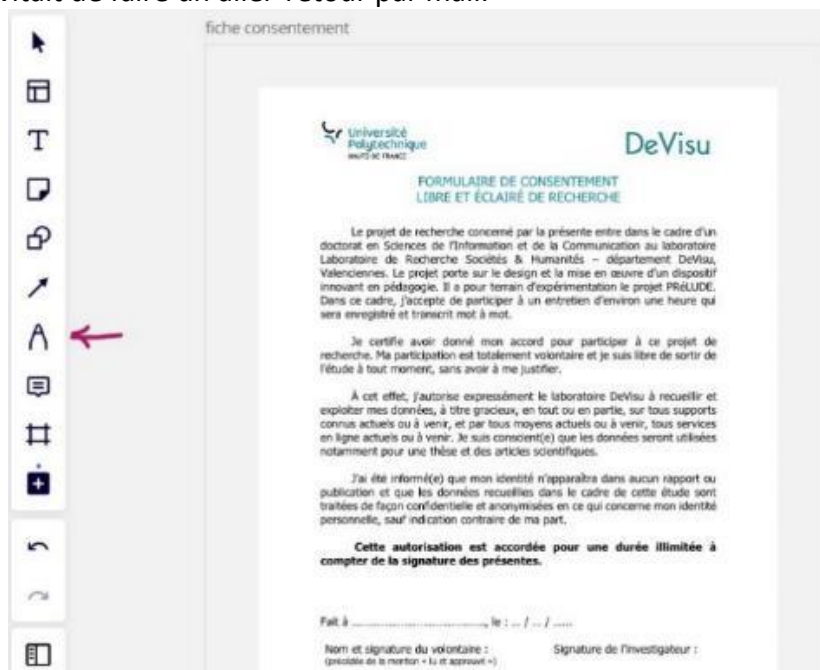 fiche consentement
T
Université
Polytechnique
HAUTS-DE-FRANCE
DeVisu
FORMULAIRE DE CONSENTEMENT
LIBRE ET ÉCLAIRÉ DE RECHERCHE
Le projet de recherche concerné par la présente entre dans le cadre d'un
doctorat en Sciences de l'Information et de la Communication au laboratoire
Laboratoire de Recherche Sociétés & Humanités – département DeVisu,
Valenciennes. Le projet porte sur le design et la mise en œuvre d'un dispositif
innovant en pédagogie. Il a pour terrain d'expérimentation le projet PRéLUDE.
Dans ce cadre, j'accepte de participer à un entretien d'environ une heure qui
sera enregistré et transcrit mot à mot.
Je certifie avoir donné mon accord pour participer à ce projet de
recherche. Ma participation est totalement volontaire et je suis libre de sortir de
l'étude à tout moment, sans avoir à me justifier.
À cet effet, j'autorise expressément le laboratoire DeVisu à recueillir et
exploiter mes données, à titre gracieux, en tout ou en partie, sur tous supports
connus actuels ou à venir, et par tous moyens actuels ou à venir, tous services
en ligne actuels ou à venir. Je suis conscient(e) que les données seront utilisées
notamment pour une thèse et des articles scientifiques.
J'ai été informé(e) que mon identité n'apparaîtra dans aucun rapport ou
publication et que les données recueillies dans le cadre de cette étude sont
traitées de façon confidentielle et anonymisées en ce qui concerne mon identité
personnelle, sauf indication contraire de ma part.
Cette autorisation est accordée pour une durée illimitée à
compter de la signature des présentes.
Fait à ................................., le : ... / ... / ......
Nom et signature du volontaire : Signature de l'investigateur :
(précédée de la mention « lu et approuvé »)